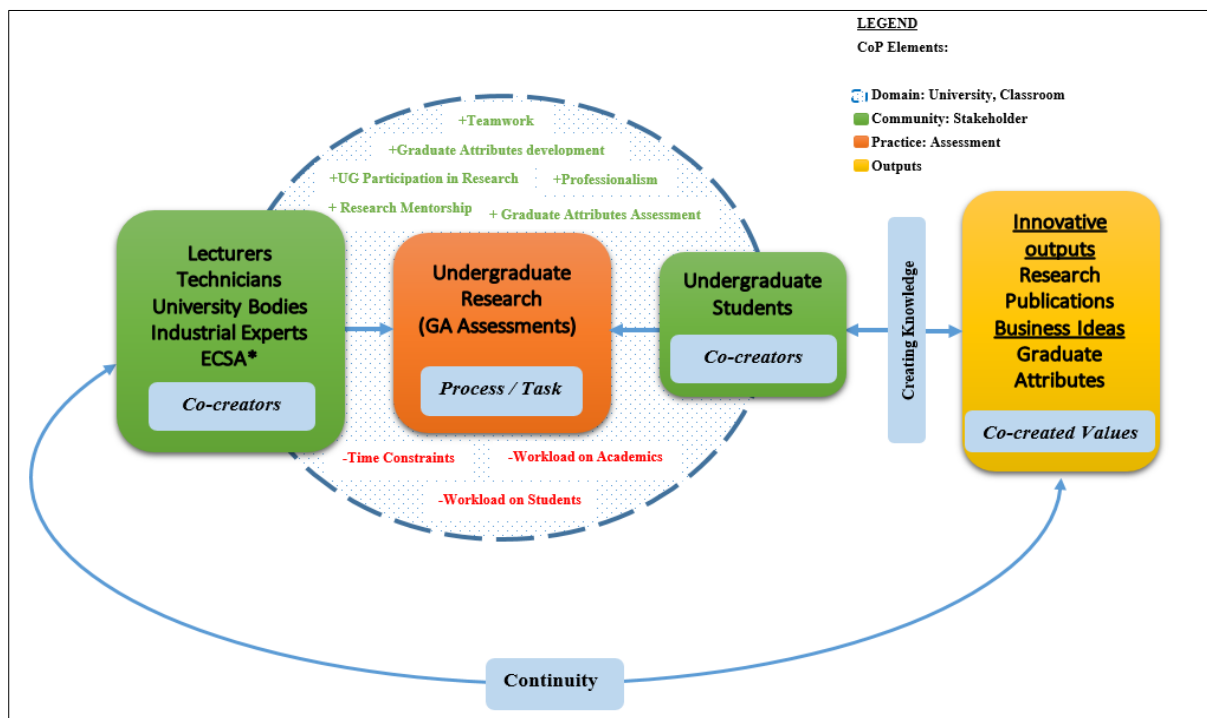 LEGEND
CoP Elements:
Domain: University, Classroom
Community: Stakeholder
Practice: Assessment
Outputs
+Teamwork
+Graduate Attributes development
+UG Participation in Research
+Professionalism
+ Research Mentorship
+ Graduate Attributes Assessment
Lecturers
Technicians
University Bodies
Industrial Experts
ECSA*
Co-creators
Undergraduate
Research
(GA Assessments)
Process / Task
Undergraduate
Students
Co-creators
Creating Knowledge
Innovative
outputs
Research
Publications
Business Ideas
Graduate
Attributes
Co-created Values
-Time Constraints
-Workload on Academics
-Workload on Students
Continuity